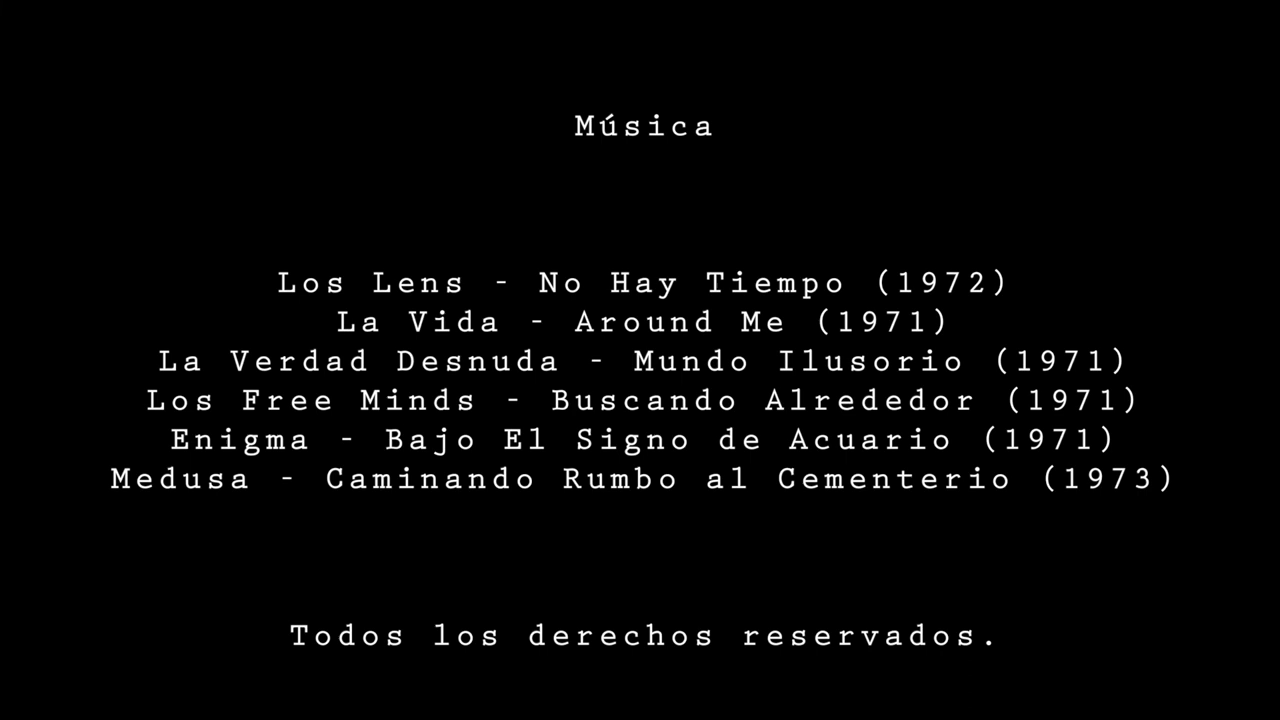 Música
Los Lens - No Hay Tiempo (1972)
La Vida - Around Me (1971)
La Verdad Desnuda - Mundo Ilusorio (1971)
Los Free Minds - Buscando Alrededor (1971)
Enigma - Bajo El Signo de Acuario (1971)
Medusa - Caminando Rumbo al Cementerio (1973)
Todos los derechos reservados.